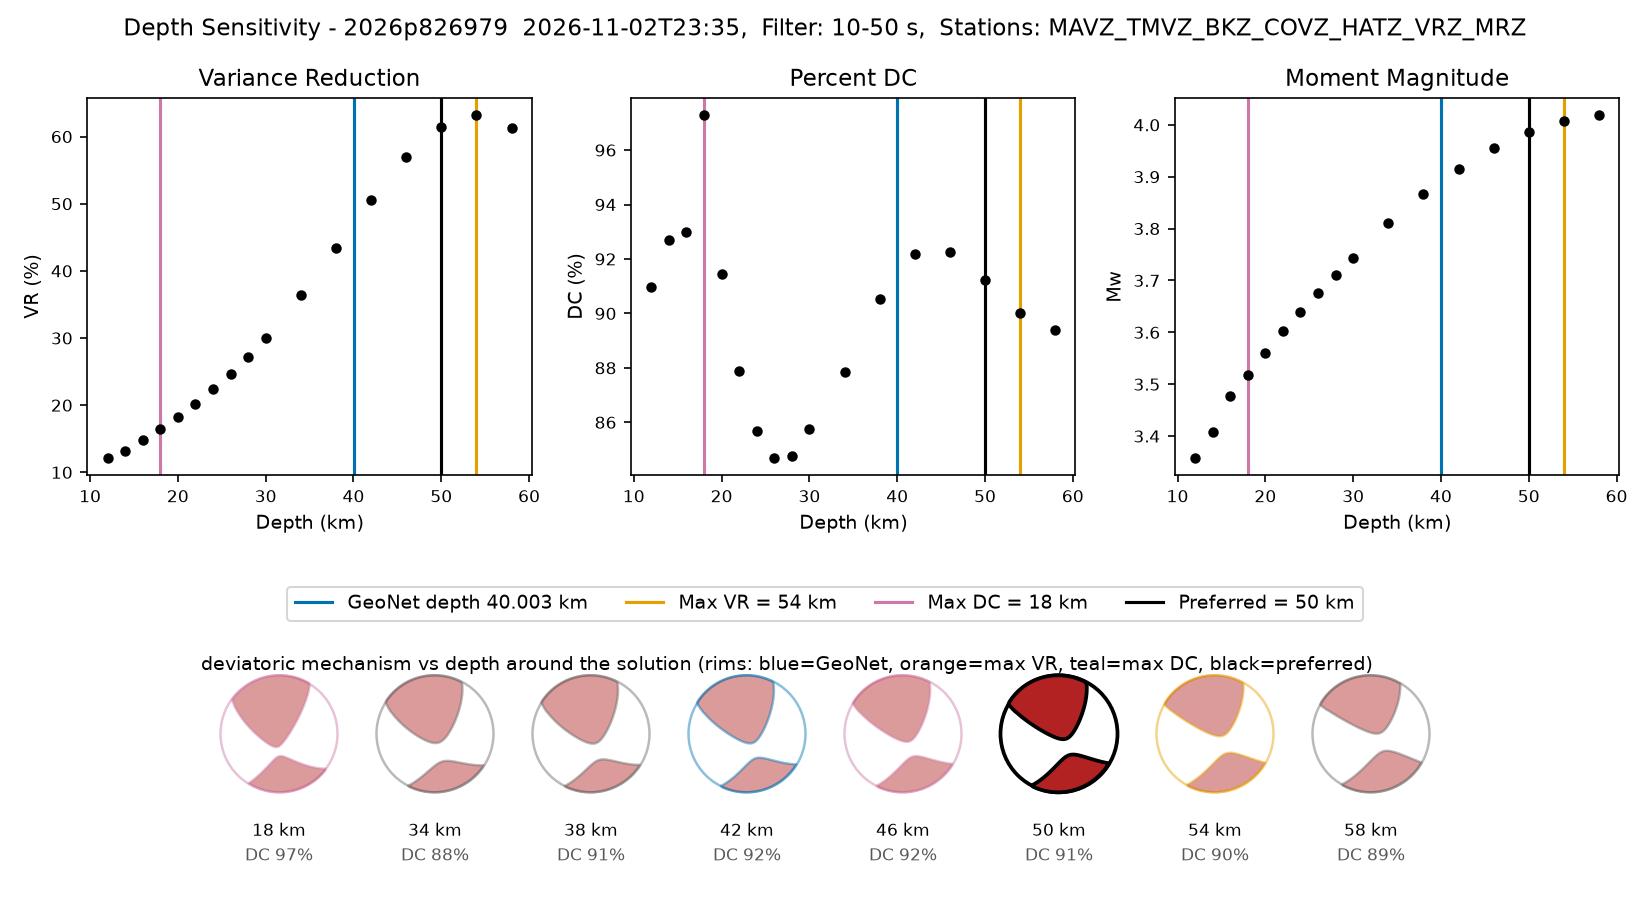 Depth Sensitivity - 2026p826979  2026-11-02T23:35,  Filter: 10-50 s,  Stations: MAVZ_TMVZ_BKZ_COVZ_HATZ_VRZ_MRZ
Variance Reduction
VR (%)
60
50
40
30
20
10
10 20 30 40 50 60
Depth (km)
Percent DC
DC (%)
96
94
92
90
88
86
10 20 30 40 50 60
Depth (km)
Moment Magnitude
Mw
4.0
3.9
3.8
3.7
3.6
3.5
3.4
10 20 30 40 50 60
Depth (km)
GeoNet depth 40.003 km
Max VR = 54 km
Max DC = 18 km
Preferred = 50 km
deviatoric mechanism vs depth around the solution (rims: blue=GeoNet, orange=max VR, teal=max DC, black=preferred)
18 km 34 km 38 km 42 km 46 km 50 km 54 km 58 km
DC 97% DC 88% DC 91% DC 92% DC 92% DC 91% DC 90% DC 89%